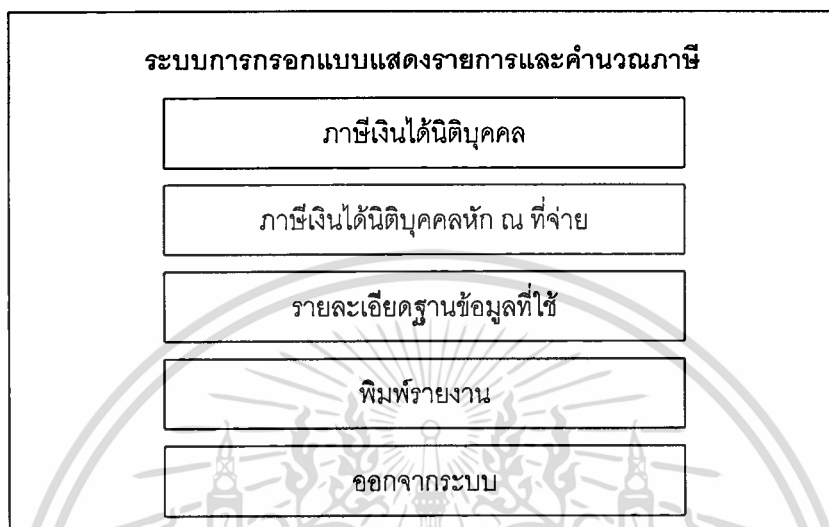 ระบบการกรอกแบบแสดงรายการและคำนวณภาษี
ภาษีเงินได้นิติบุคคล
ภาษีเงินได้นิติบุคคลหัก ณ ที่จ่าย
รายละเอียดฐานข้อมูลที่ใช้
พิมพ์รายงาน
ออกจากระบบ